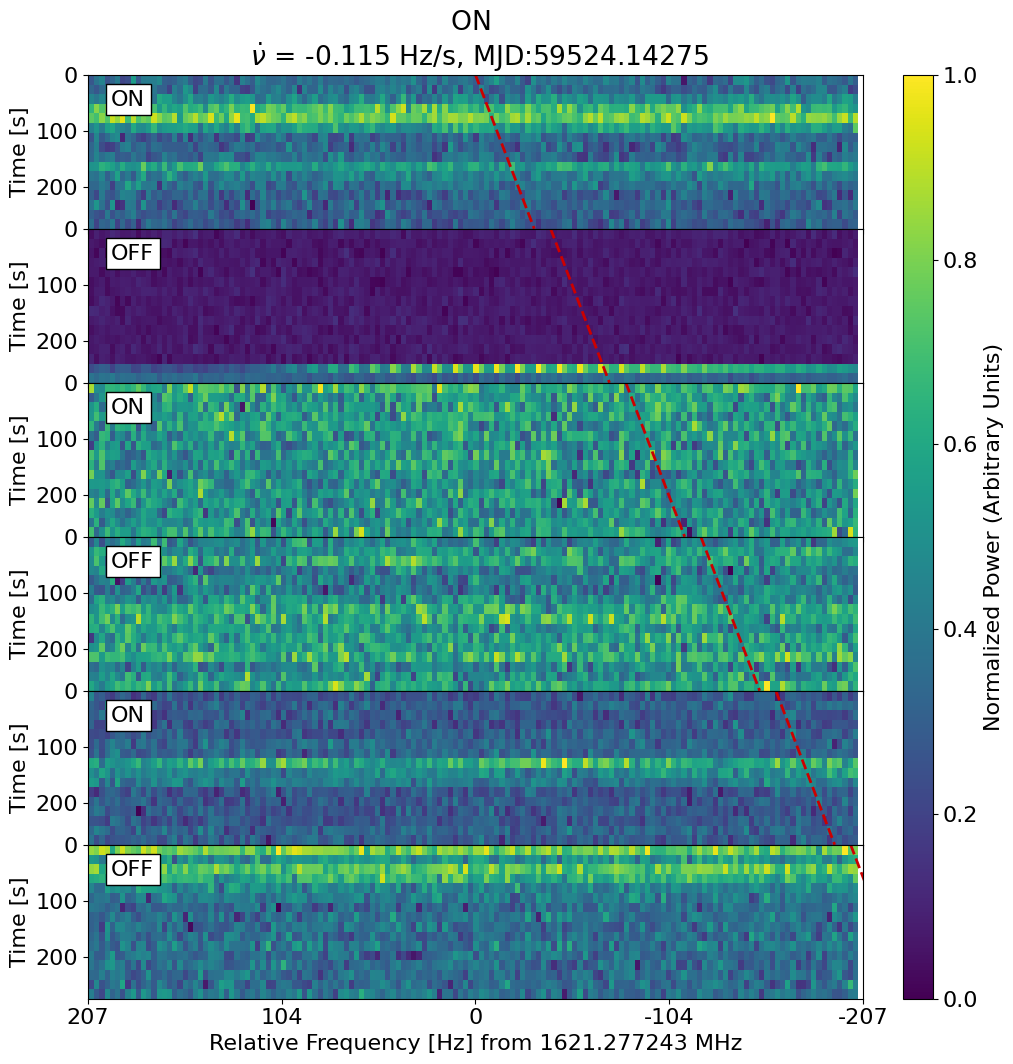 ON
ν̇ = -0.115 Hz/s, MJD:59524.14275
0
ON
100
200
Time [s]
0
OFF
100
200
Time [s]
0
ON
100
200
Time [s]
0
OFF
100
200
Time [s]
0
ON
100
200
Time [s]
0
OFF
100
200
Time [s]
207 104 0 -104 -207
Relative Frequency [Hz] from 1621.277243 MHz
1.0
0.8
0.6
0.4
0.2
0.0
Normalized Power (Arbitrary Units)